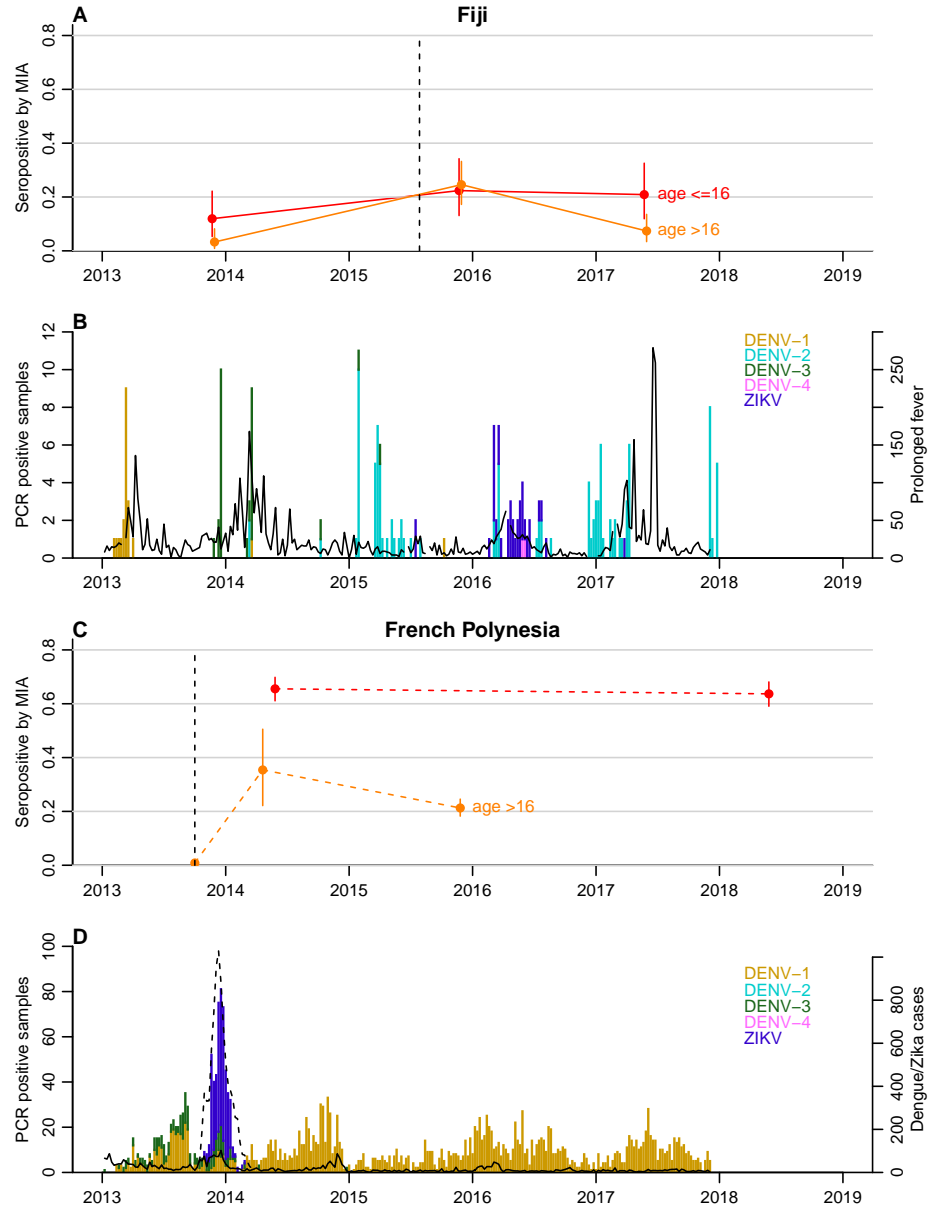 A
Fiji
Seropositive by MIA
0.0 0.2 0.4 0.6 0.8
age <=16
age >16
2013 2014 2015 2016 2017 2018 2019
B
PCR positive samples
0 2 4 6 8 10 12
DENV−1
DENV−2
DENV−3
DENV−4
ZIKV
0 50 150 250
Prolonged fever
2013 2014 2015 2016 2017 2018 2019
C
French Polynesia
Seropositive by MIA
0.0 0.2 0.4 0.6 0.8
age >16
2013 2014 2015 2016 2017 2018 2019
D
PCR positive samples
0 20 40 60 80 100
DENV−1
DENV−2
DENV−3
DENV−4
ZIKV
0 200 400 600 800
Dengue/Zika cases
2013 2014 2015 2016 2017 2018 2019